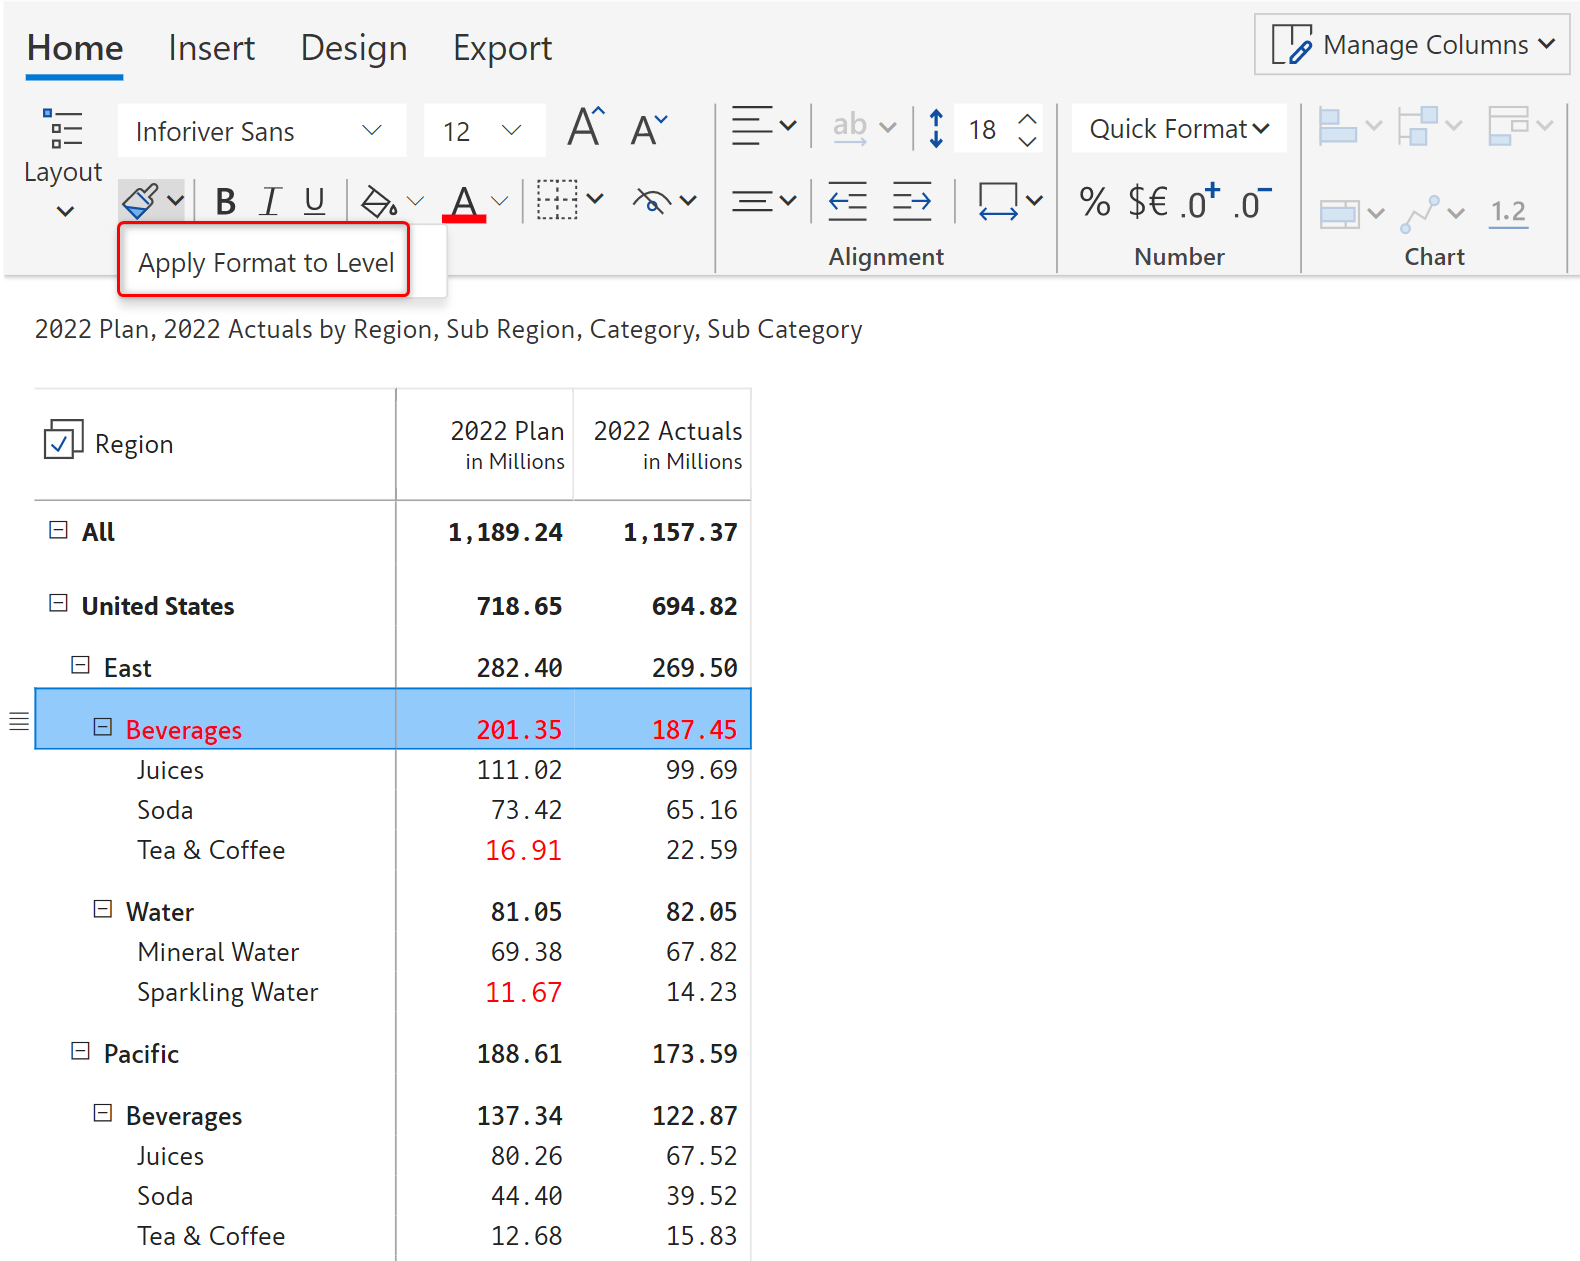 Home Insert Design Export Manage Columns
Inforiver Sans 12 A A ab 18 Quick Format
Layout
B I U A % $€ .0+ .0- 1.2
Apply Format to Level Alignment Number Chart
2022 Plan, 2022 Actuals by Region, Sub Region, Category, Sub Category
Region 2022 Plan in Millions 2022 Actuals in Millions
All 1,189.24 1,157.37
United States 718.65 694.82
East 282.40 269.50
Beverages 201.35 187.45
Juices 111.02 99.69
Soda 73.42 65.16
Tea & Coffee 16.91 22.59
Water 81.05 82.05
Mineral Water 69.38 67.82
Sparkling Water 11.67 14.23
Pacific 188.61 173.59
Beverages 137.34 122.87
Juices 80.26 67.52
Soda 44.40 39.52
Tea & Coffee 12.68 15.83